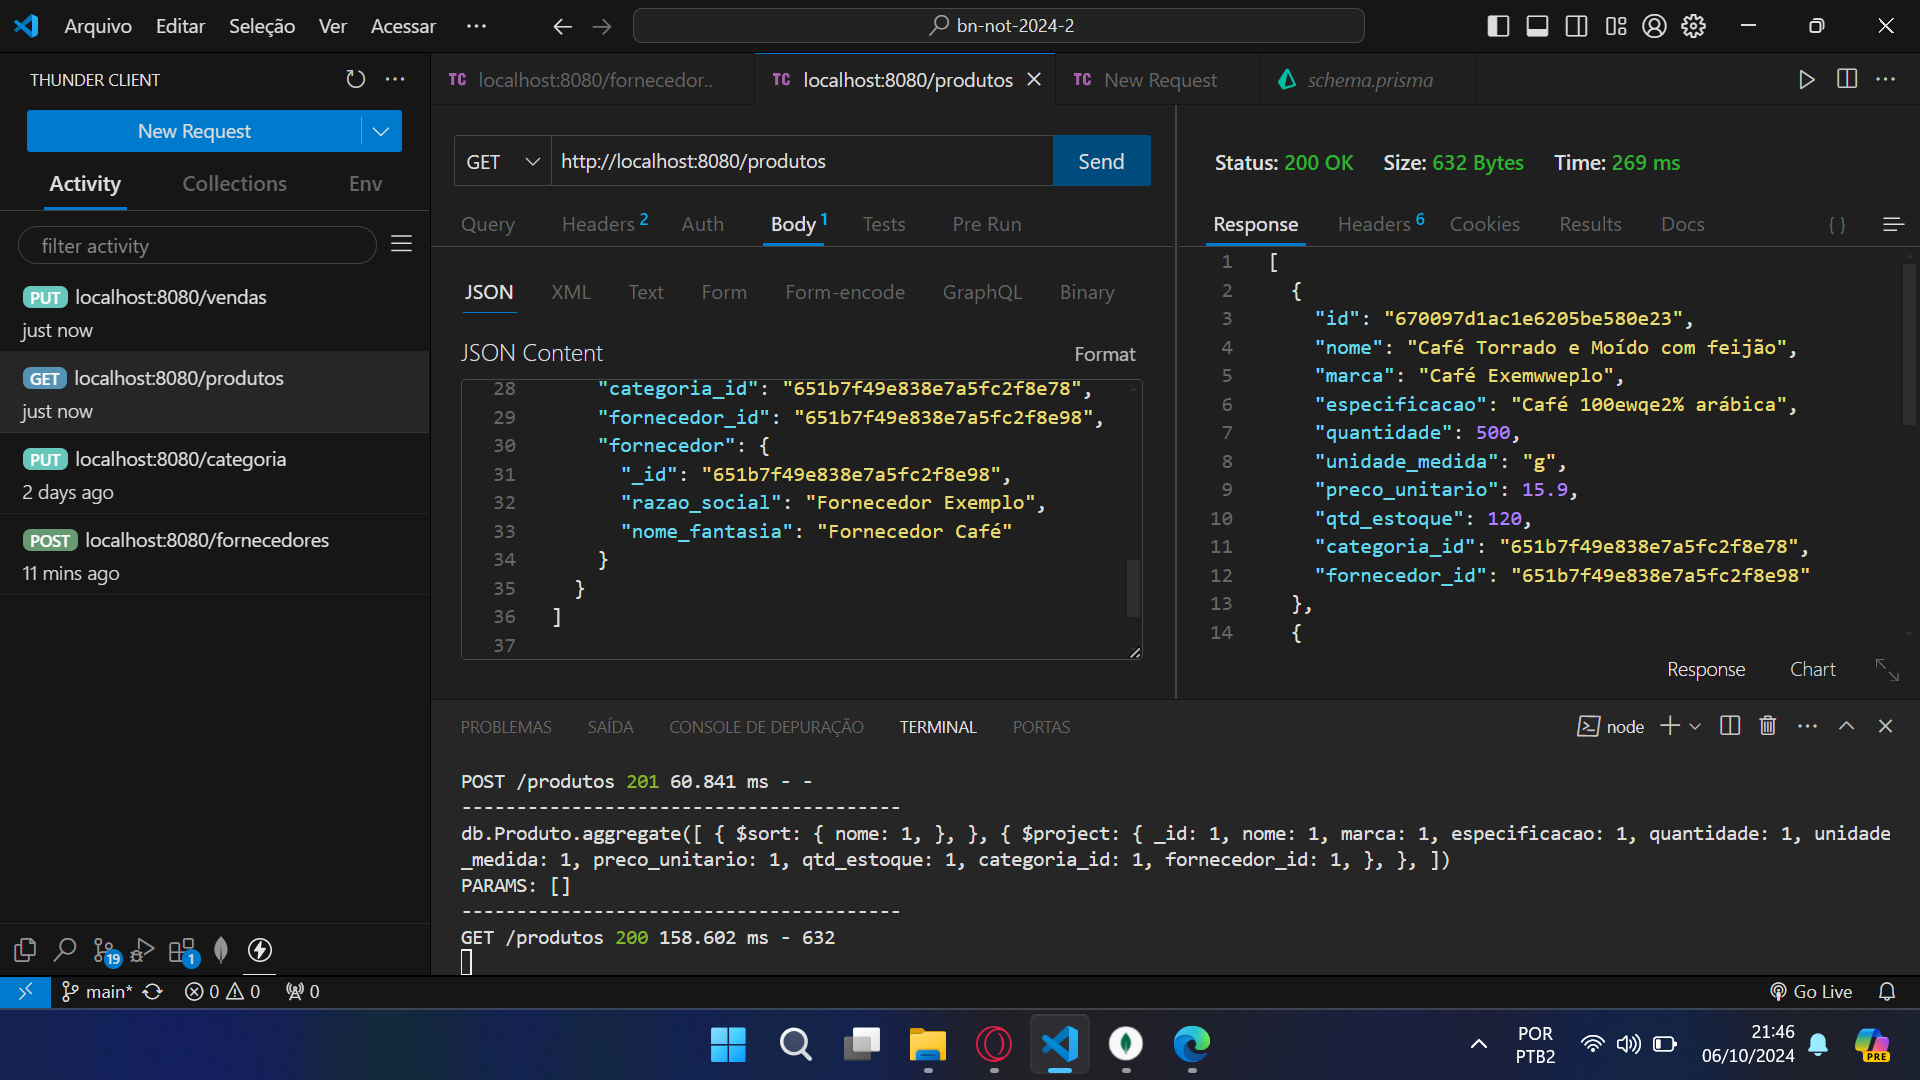 Arquivo Editar Seleção Ver Acessar ··· bn-not-2024-2
THUNDER CLIENT
New Request
Activity Collections Env
filter activity
PUT localhost:8080/vendas
just now
GET localhost:8080/produtos
just now
PUT localhost:8080/categoria
2 days ago
POST localhost:8080/fornecedores
11 mins ago
TC localhost:8080/fornecedor.. TC localhost:8080/produtos TC New Request schema.prisma
GET http://localhost:8080/produtos Send
Query Headers 2 Auth Body 1 Tests Pre Run
JSON XML Text Form Form-encode GraphQL Binary
JSON Content Format
28 "categoria_id": "651b7f49e838e7a5fc2f8e78",
29 "fornecedor_id": "651b7f49e838e7a5fc2f8e98",
30 "fornecedor": {
31 "_id": "651b7f49e838e7a5fc2f8e98",
32 "razao_social": "Fornecedor Exemplo",
33 "nome_fantasia": "Fornecedor Café"
34 }
35 }
36 ]
37
Status: 200 OK Size: 632 Bytes Time: 269 ms
Response Headers 6 Cookies Results Docs { }
1 [
2 {
3 "id": "670097d1ac1e6205be580e23",
4 "nome": "Café Torrado e Moído com feijão",
5 "marca": "Café Exemwweplo",
6 "especificacao": "Café 100ewqe2% arábica",
7 "quantidade": 500,
8 "unidade_medida": "g",
9 "preco_unitario": 15.9,
10 "qtd_estoque": 120,
11 "categoria_id": "651b7f49e838e7a5fc2f8e78",
12 "fornecedor_id": "651b7f49e838e7a5fc2f8e98"
13 },
14 {
Response Chart
PROBLEMAS SAÍDA CONSOLE DE DEPURAÇÃO TERMINAL PORTAS node
POST /produtos 201 60.841 ms - -
----------------------------------------
db.Produto.aggregate([ { $sort: { nome: 1, }, }, { $project: { _id: 1, nome: 1, marca: 1, especificacao: 1, quantidade: 1, unidade
_medida: 1, preco_unitario: 1, qtd_estoque: 1, categoria_id: 1, fornecedor_id: 1, }, }, ])
PARAMS: []
----------------------------------------
GET /produtos 200 158.602 ms - 632
19 1
main* 0 0 0 Go Live
POR
PTB2
21:46
06/10/2024
PRE